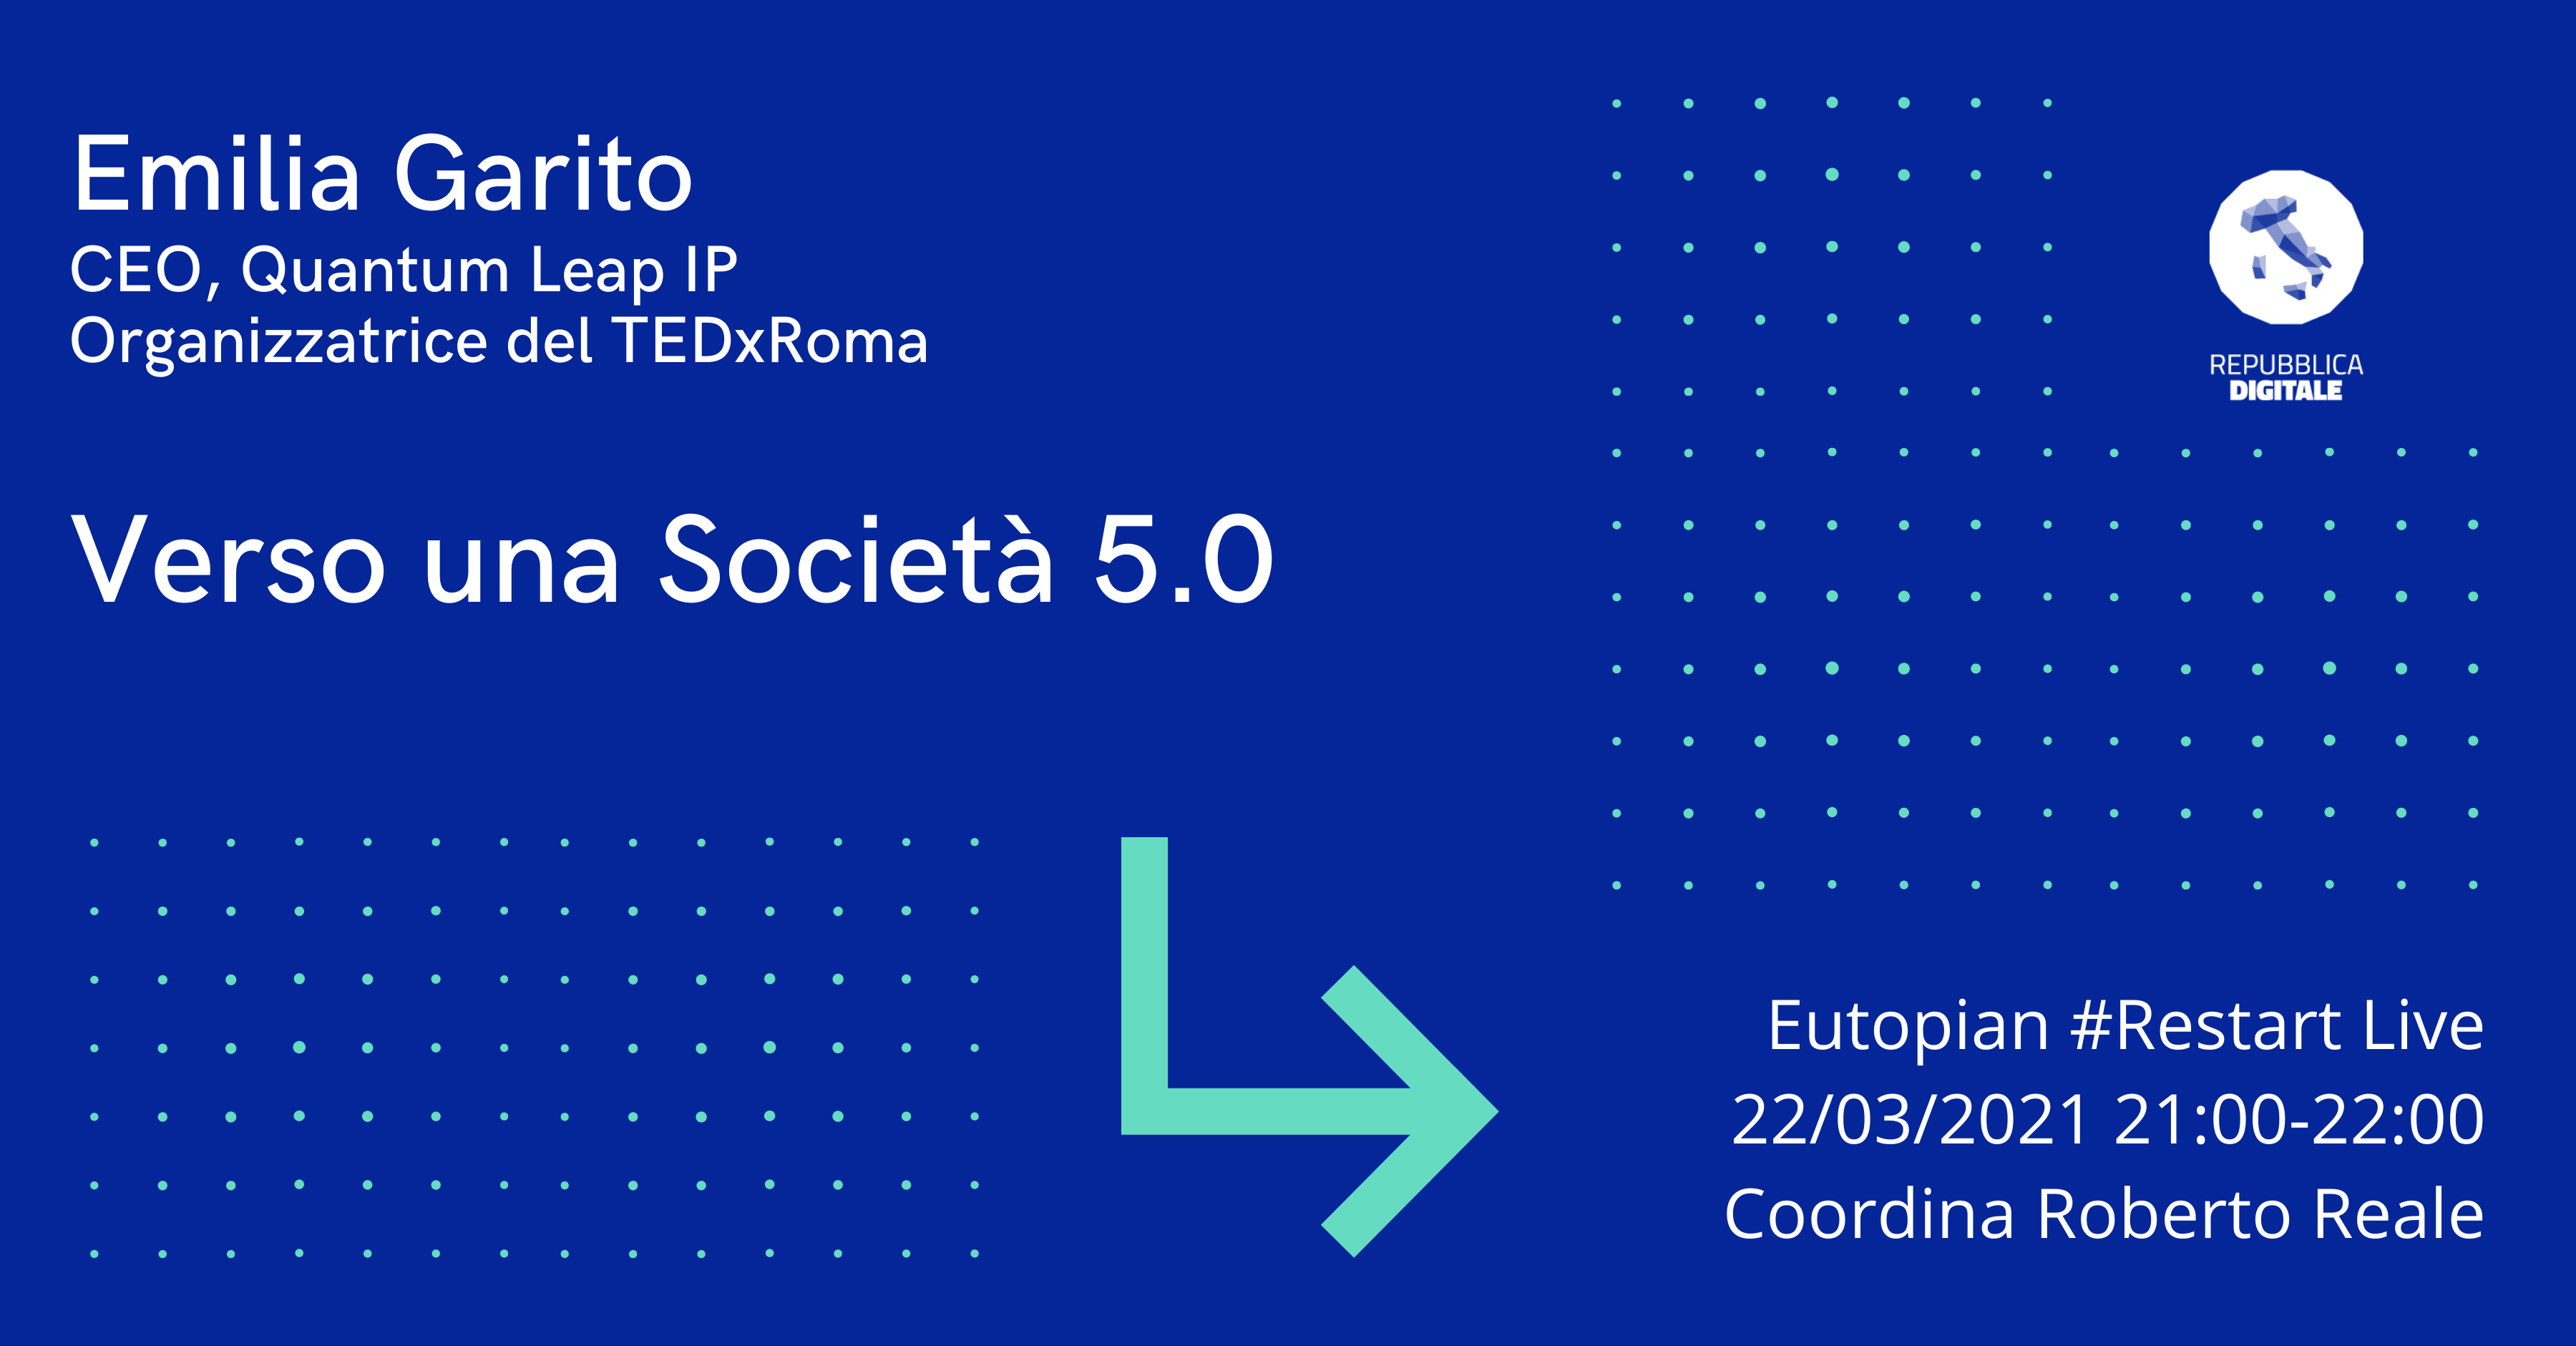 Emilia Garito
CEO, Quantum Leap IP
Organizzatrice del TEDxRoma
REPUBBLICA
DIGITALE
Verso una Società 5.0
Eutopian #Restart Live
22/03/2021 21:00-22:00
Coordina Roberto Reale